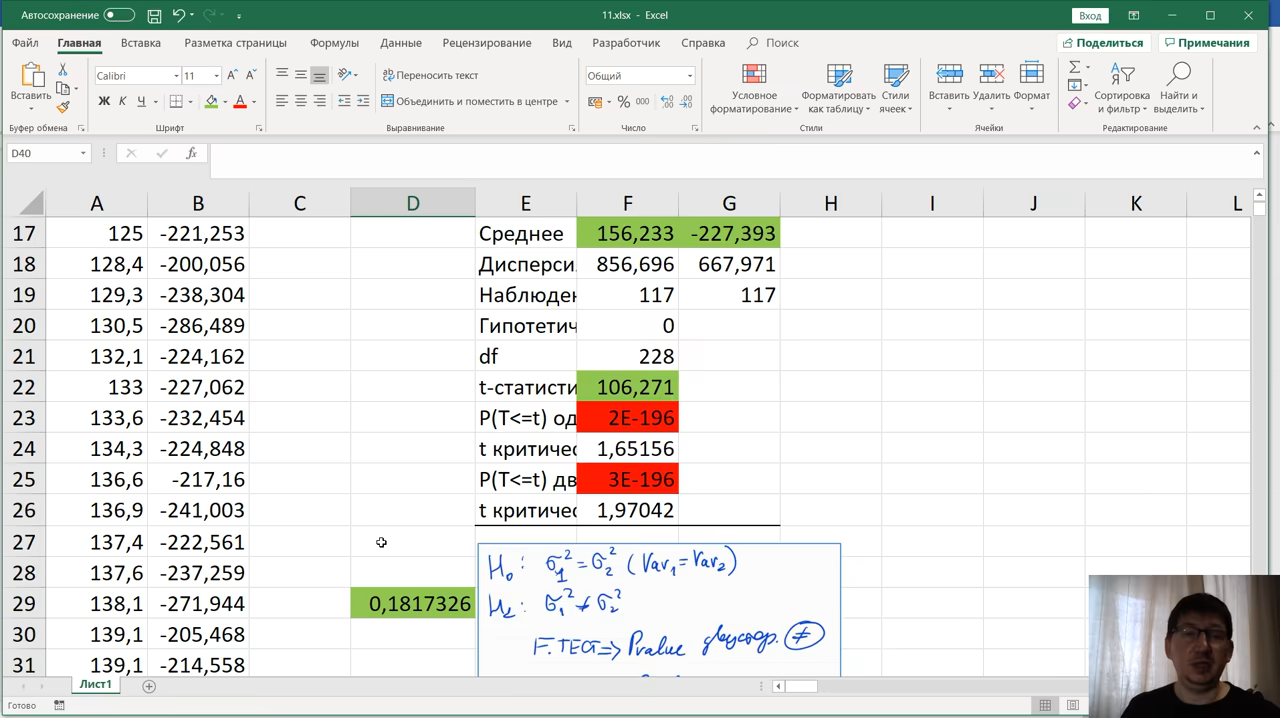 Автосохранение
11.xlsx - Excel
Вход
Файл Главная Вставка Разметка страницы Формулы Данные Рецензирование Вид Разработчик Справка Поиск Поделиться Примечания
Вставить
Calibri 11
Ж К Ч
Переносить текст
Объединить и поместить в центре
Общий
% 000
Условное форматирование
Форматировать как таблицу
Стили ячеек
Вставить Удалить Формат
Сортировка и фильтр
Найти и выделить
Буфер обмена Шрифт Выравнивание Число Стили Ячейки Редактирование
D40 fx
A B C D E F G H I J K L
17 125 -221,253 Среднее 156,233 -227,393
18 128,4 -200,056 Дисперси 856,696 667,971
19 129,3 -238,304 Наблюден 117 117
20 130,5 -286,489 Гипотетич 0
21 132,1 -224,162 df 228
22 133 -227,062 t-статисти 106,271
23 133,6 -232,454 P(T<=t) од 2E-196
24 134,3 -224,848 t критичес 1,65156
25 136,6 -217,16 P(T<=t) дв 3E-196
26 136,9 -241,003 t критичес 1,97042
27 137,4 -222,561
H₀: σ₁² = σ₂² (Var₁ = Var₂)
28 137,6 -237,259
29 138,1 -271,944 0,1817326
σ₁² ≠ σ₂²
30 139,1 -205,468
F.ТЕСТ => Pvalue двустор. ≠
31 139,1 -214,558
Лист1
Готово